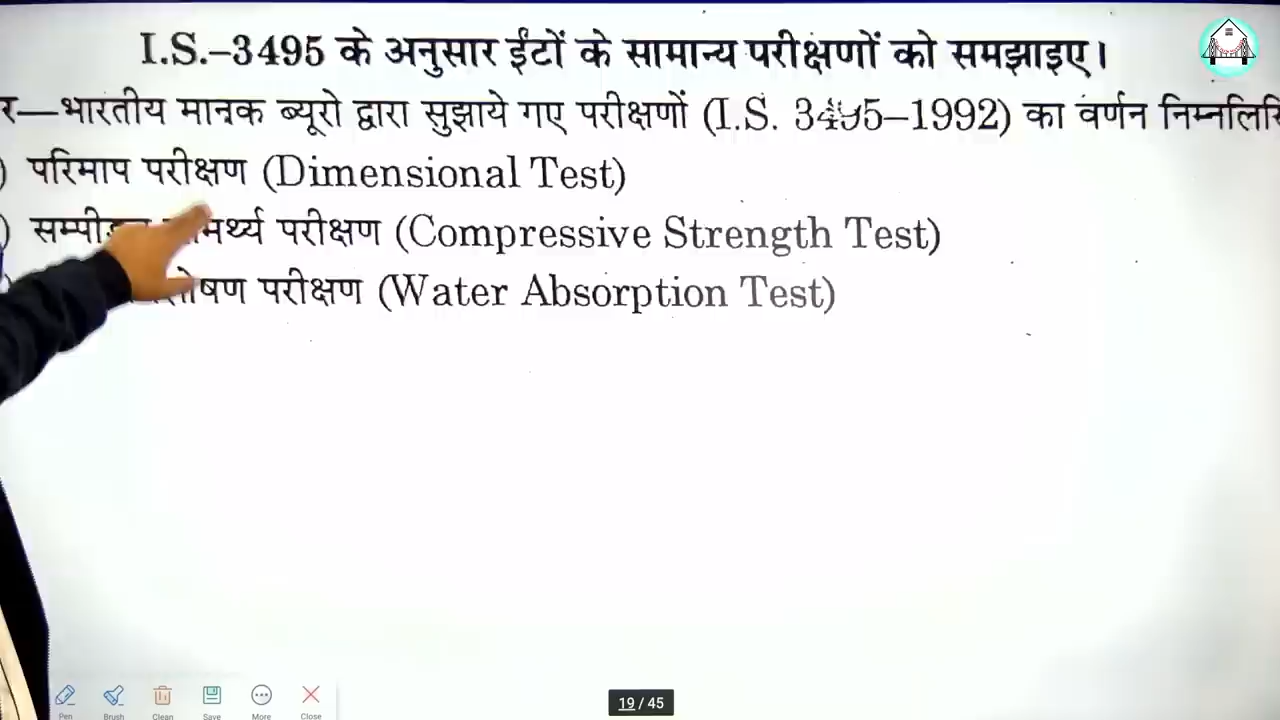 I.S.–3495 के अनुसार ईंटों के सामान्य परीक्षणों को समझाइए।
र—भारतीय मानक ब्यूरो द्वारा सुझाये गए परीक्षणों (I.S. 3495–1992) का वर्णन
) परिमाप परीक्षण (Dimensional Test)
) परीक्षण (Compressive Strength Test)
परीक्षण (Water Absorption Test)
Pen Brush Clean Save More Close
19 / 45